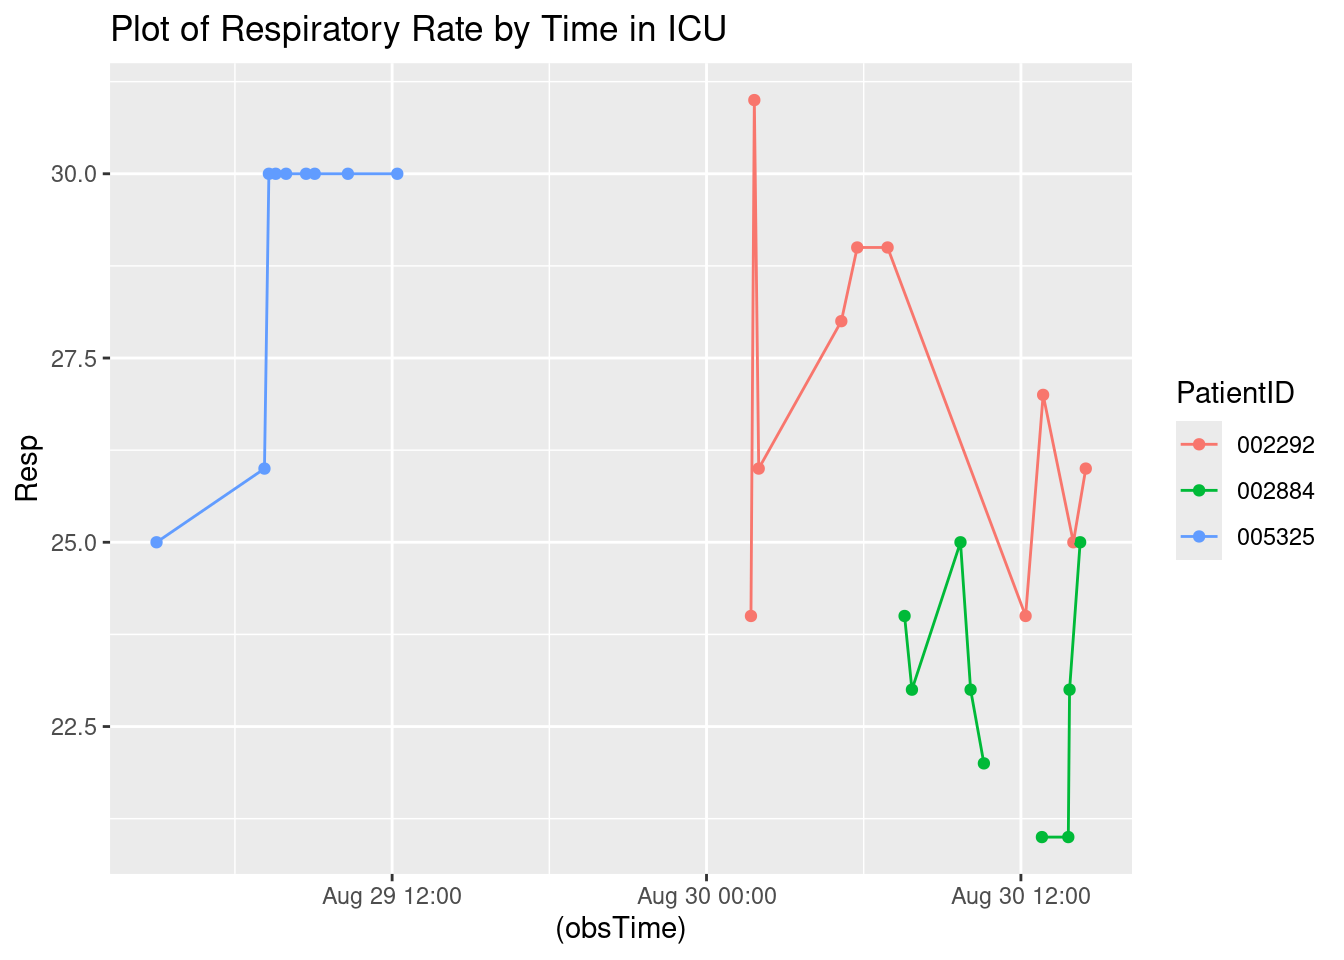 Plot of Respiratory Rate by Time in ICU
Resp
30.0
27.5
25.0
22.5
Aug 29 12:00
Aug 30 00:00
Aug 30 12:00
(obsTime)
PatientID
002292
002884
005325